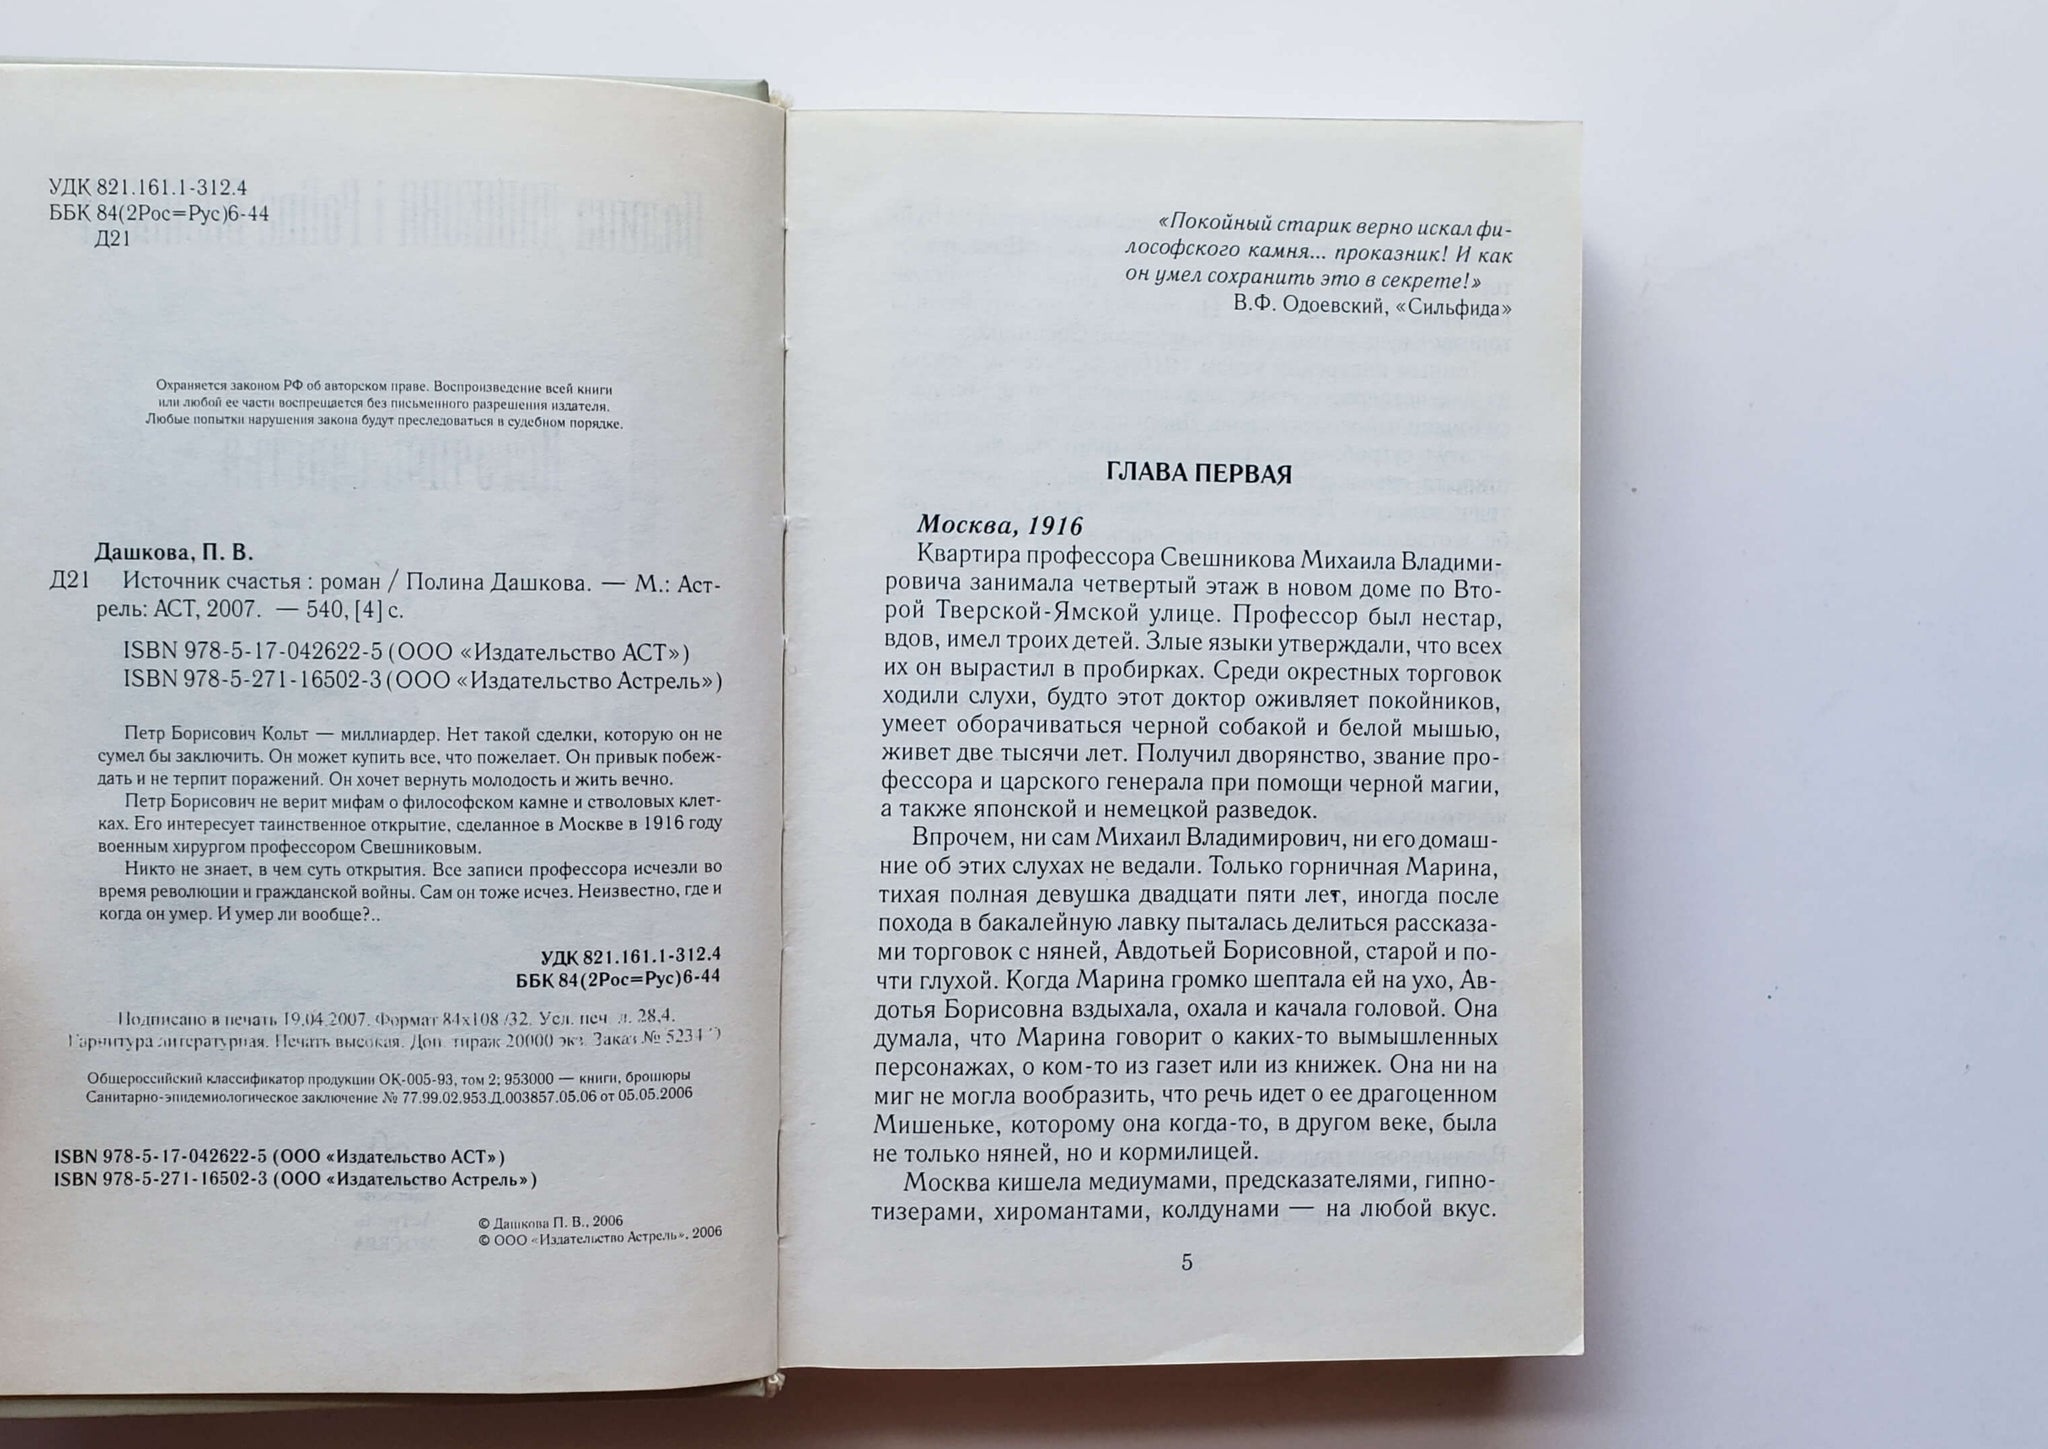 УДК 821.161.1-312.4
ББК 84(2Рос=Рус)6-44
Д21
Охраняется законом РФ об авторском праве. Воспроизведение всей книги
или любой ее части воспрещается без письменного разрешения издателя.
Любые попытки нарушения закона будут преследоваться в судебном порядке.
Дашкова, П. В.
Д21 Источник счастья : роман / Полина Дашкова. — М.: Аст-
рель: АСТ, 2007. — 540, [4] с.
ISBN 978-5-17-042622-5 (ООО «Издательство АСТ»)
ISBN 978-5-271-16502-3 (ООО «Издательство Астрель»)
Петр Борисович Кольт — миллиардер. Нет такой сделки, которую он не
сумел бы заключить. Он может купить все, что пожелает. Он привык побеж-
дать и не терпит поражений. Он хочет вернуть молодость и жить вечно.
Петр Борисович не верит мифам о философском камне и стволовых клет-
ках. Его интересует таинственное открытие, сделанное в Москве в 1916 году
военным хирургом профессором Свешниковым.
Никто не знает, в чем суть открытия. Все записи профессора исчезли во
время революции и гражданской войны. Сам он тоже исчез. Неизвестно, где и
когда он умер. И умер ли вообще?..
УДК 821.161.1-312.4
ББК 84(2Рос=Рус)6-44
Подписано в печать 19.04.2007. Формат 84х108 /32. Усл. печ. л. 28,4.
Гарнитура литературная. Печать высокая. Доп. тираж 20000 экз. Заказ №
Общероссийский классификатор продукции ОК-005-93, том 2; 953000 — книги, брошюры
Санитарно-эпидемиологическое заключение № 77.99.02.953.Д.003857.05.06 от 05.05.2006
ISBN 978-5-17-042622-5 (ООО «Издательство АСТ»)
ISBN 978-5-271-16502-3 (ООО «Издательство Астрель»)
© Дашкова П. В., 2006
© ООО «Издательство Астрель», 2006
«Покойный старик верно искал фи-
лософского камня... проказник! И как
он умел сохранить это в секрете!»
В.Ф. Одоевский, «Сильфида»
ГЛАВА ПЕРВАЯ
Москва, 1916
Квартира профессора Свешникова Михаила Владими-
ровича занимала четвертый этаж в новом доме по Вто-
рой Тверской-Ямской улице. Профессор был нестар,
вдов, имел троих детей. Злые языки утверждали, что всех
их он вырастил в пробирках. Среди окрестных торговок
ходили слухи, будто этот доктор оживляет покойников,
умеет оборачиваться черной собакой и белой мышью,
живет две тысячи лет. Получил дворянство, звание про-
фессора и царского генерала при помощи черной магии,
а также японской и немецкой разведок.
Впрочем, ни сам Михаил Владимирович, ни его домаш-
ние об этих слухах не ведали. Только горничная Марина,
тихая полная девушка двадцати пяти лет, иногда после
похода в бакалейную лавку пыталась делиться рассказа-
ми торговок с няней, Авдотьей Борисовной, старой и по-
чти глухой. Когда Марина громко шептала ей на ухо, Ав-
дотья Борисовна вздыхала, охала и качала головой. Она
думала, что Марина говорит о каких-то вымышленных
персонажах, о ком-то из газет или из книжек. Она ни на
миг не могла вообразить, что речь идет о ее драгоценном
Мишеньке, которому она когда-то, в другом веке, была
не только няней, но и кормилицей.
Москва кишела медиумами, предсказателями, гипно-
тизерами, хиромантами, колдунами — на любой вкус.
5